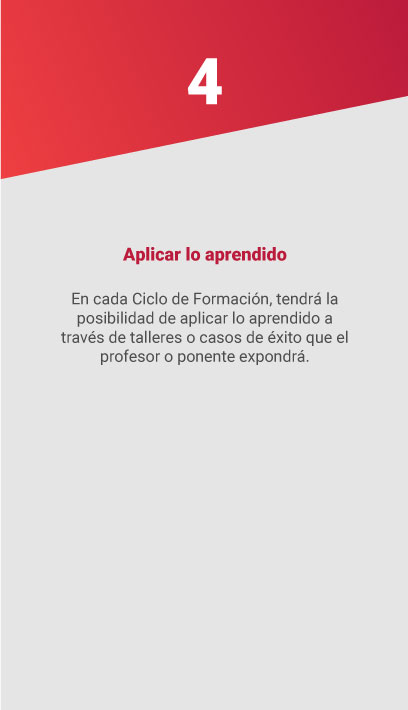 4
Aplicar lo aprendido
En cada Ciclo de Formación, tendrá la
posibilidad de aplicar lo aprendido a
través de talleres o casos de éxito que el
profesor o ponente expondrá.